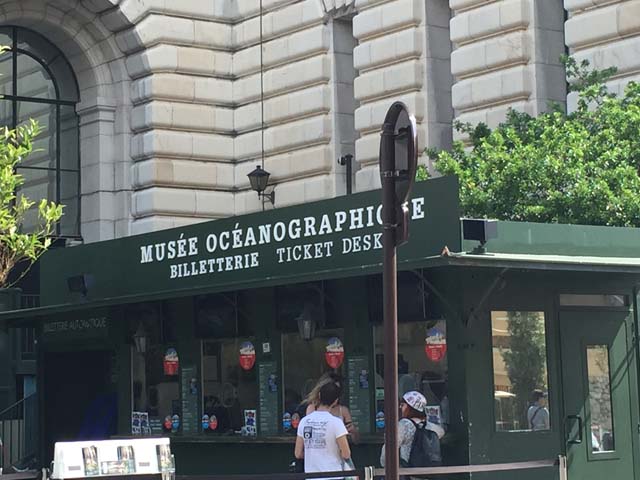 MUSÉE OCÉANOGRAPHIQUE
BILLETTERIE TICKET DESK
BILLETTERIE AUTOMATIQUE